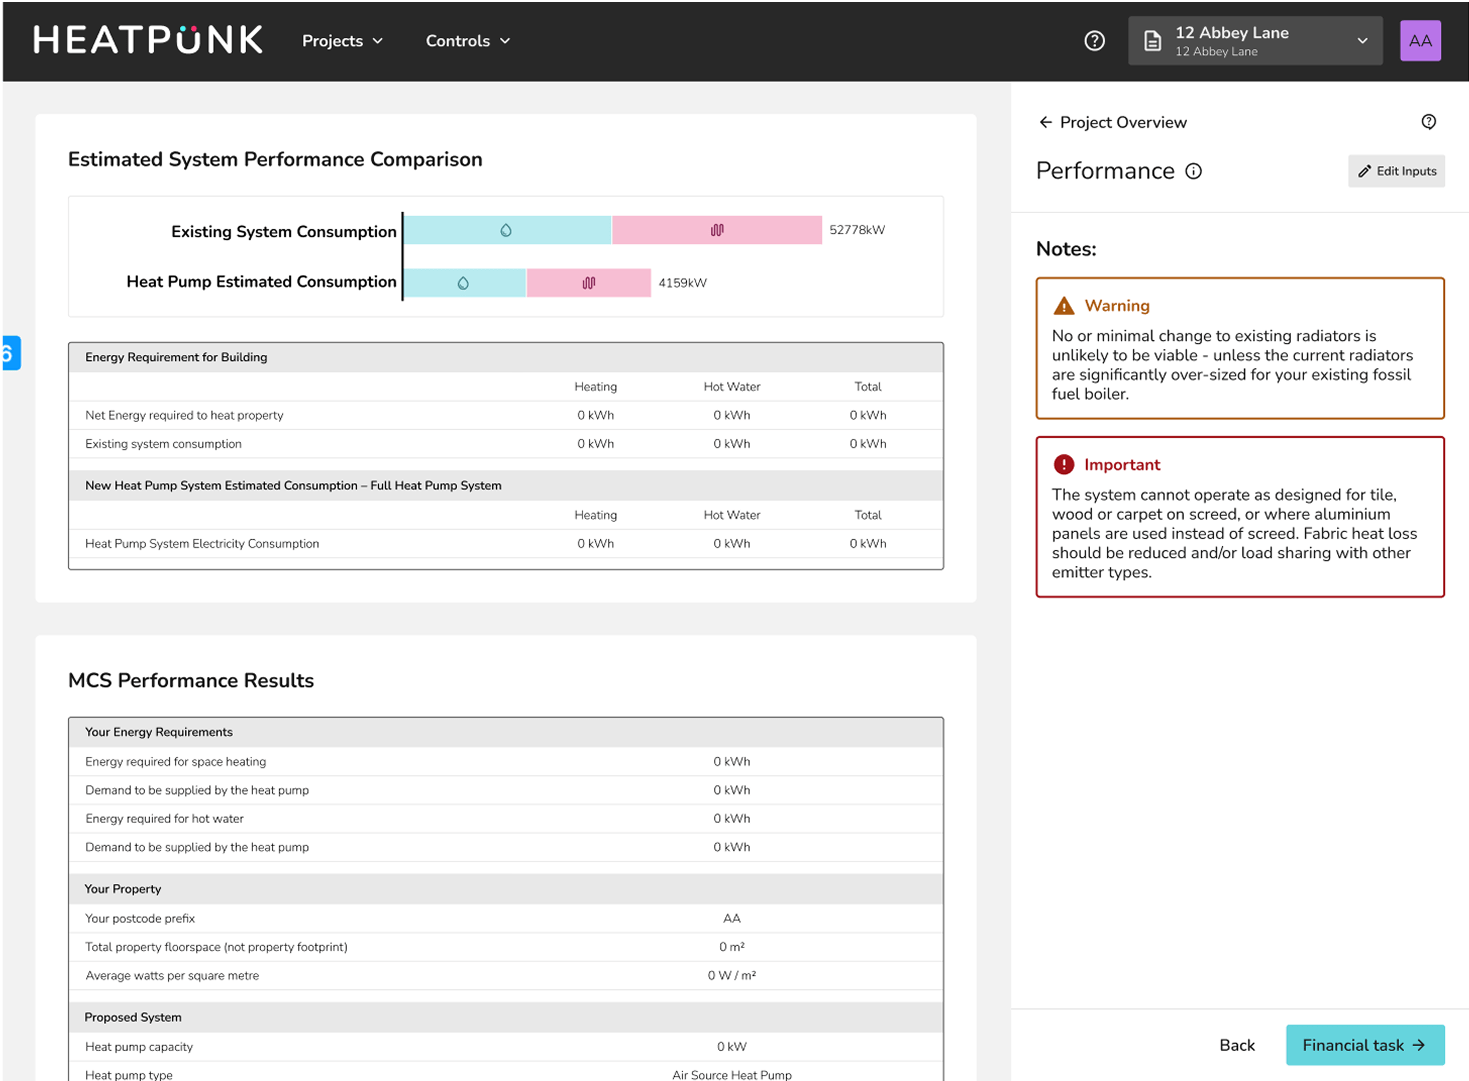 HEATPÜNK
Projects
Controls
12 Abbey Lane
12 Abbey Lane
AA
Estimated System Performance Comparison
Existing System Consumption
52778kW
Heat Pump Estimated Consumption
4159kW
6
Energy Requirement for Building
Heating Hot Water Total
Net Energy required to heat property 0 kWh 0 kWh 0 kWh
Existing system consumption 0 kWh 0 kWh 0 kWh
New Heat Pump System Estimated Consumption – Full Heat Pump System
Heating Hot Water Total
Heat Pump System Electricity Consumption 0 kWh 0 kWh 0 kWh
MCS Performance Results
Your Energy Requirements
Energy required for space heating 0 kWh
Demand to be supplied by the heat pump 0 kWh
Energy required for hot water 0 kWh
Demand to be supplied by the heat pump 0 kWh
Your Property
Your postcode prefix AA
Total property floorspace (not property footprint) 0 m²
Average watts per square metre 0 W / m²
Proposed System
Heat pump capacity 0 kW
Heat pump type Air Source Heat Pump
Project Overview
Performance
Edit Inputs
Notes:
Warning
No or minimal change to existing radiators is
unlikely to be viable - unless the current radiators
are significantly over-sized for your existing fossil
fuel boiler.
Important
The system cannot operate as designed for tile,
wood or carpet on screed, or where aluminium
panels are used instead of screed. Fabric heat loss
should be reduced and/or load sharing with other
emitter types.
Back
Financial task